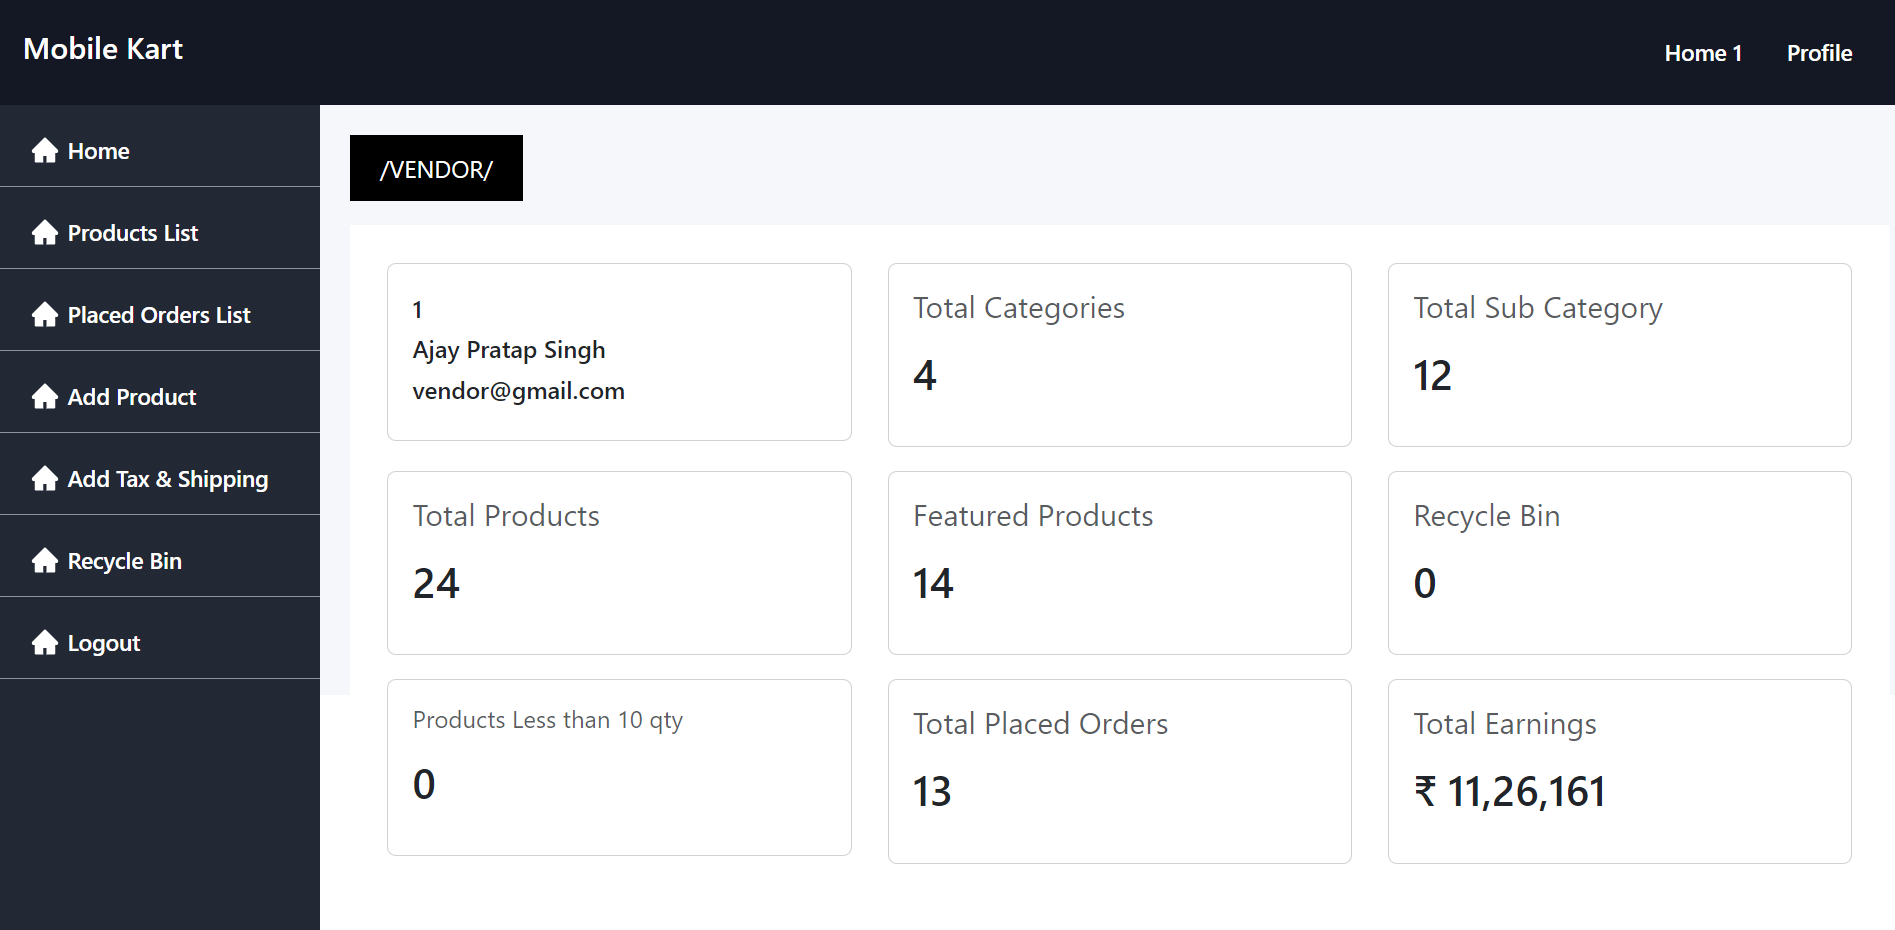 Mobile Kart
Home 1
Profile
Home
Products List
Placed Orders List
Add Product
Add Tax & Shipping
Recycle Bin
Logout
/VENDOR/
1
Ajay Pratap Singh
vendor@gmail.com
Total Categories
4
Total Sub Category
12
Total Products
24
Featured Products
14
Recycle Bin
0
Products Less than 10 qty
0
Total Placed Orders
13
Total Earnings
₹ 11,26,161